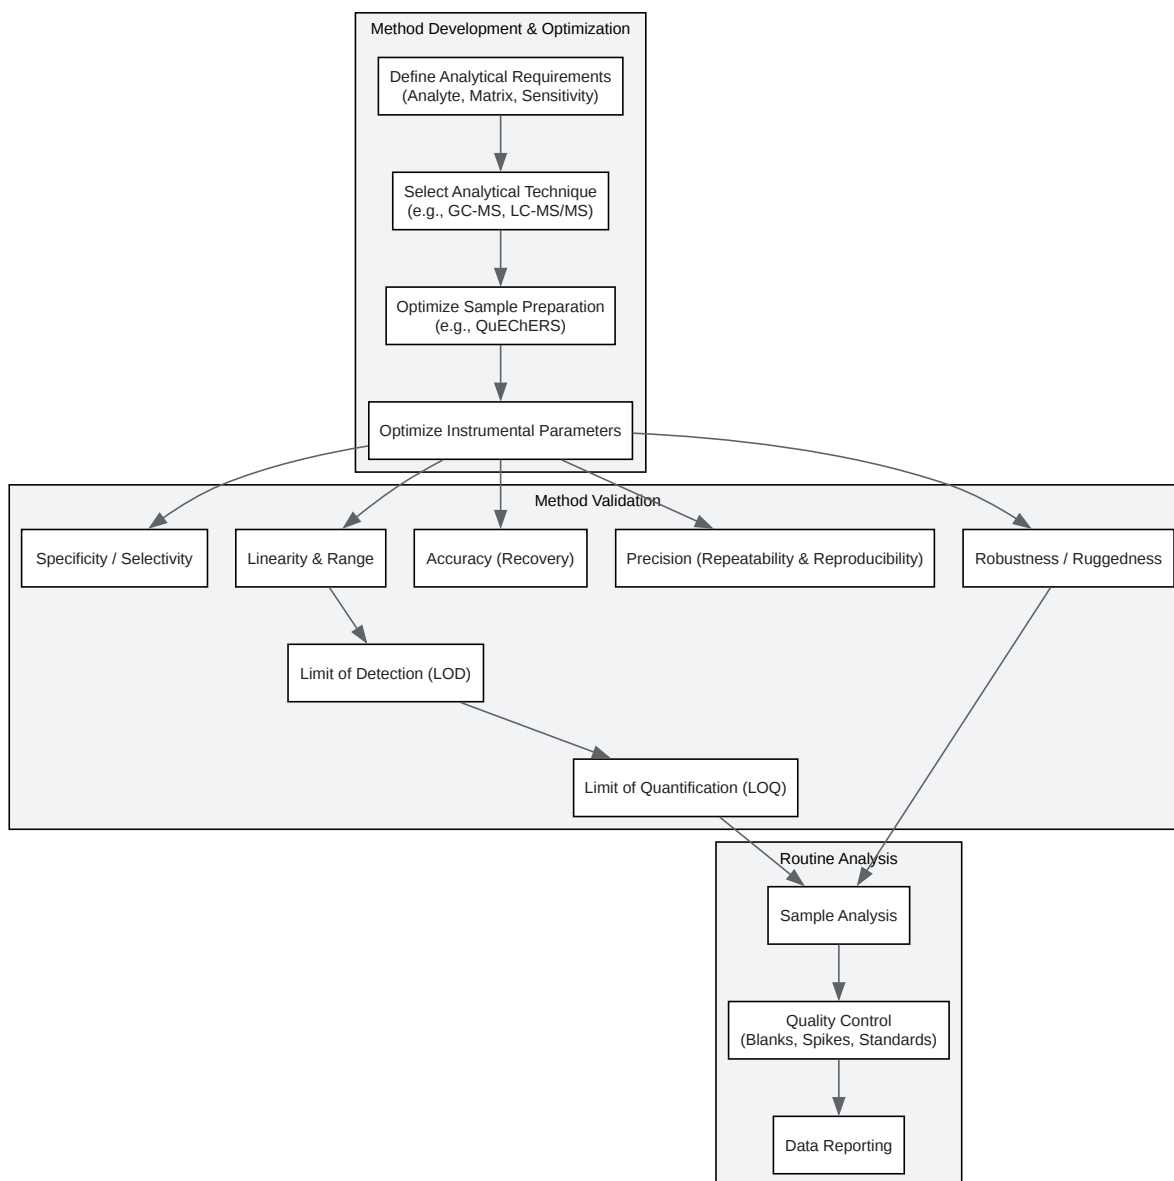 Method Development & Optimization
Define Analytical Requirements
(Analyte, Matrix, Sensitivity)
Select Analytical Technique
(e.g., GC-MS, LC-MS/MS)
Optimize Sample Preparation
(e.g., QuEChERS)
Optimize Instrumental Parameters
Method Validation
Specificity / Selectivity
Linearity & Range
Accuracy (Recovery)
Precision (Repeatability & Reproducibility)
Robustness / Ruggedness
Limit of Detection (LOD)
Limit of Quantification (LOQ)
Routine Analysis
Sample Analysis
Quality Control
(Blanks, Spikes, Standards)
Data Reporting